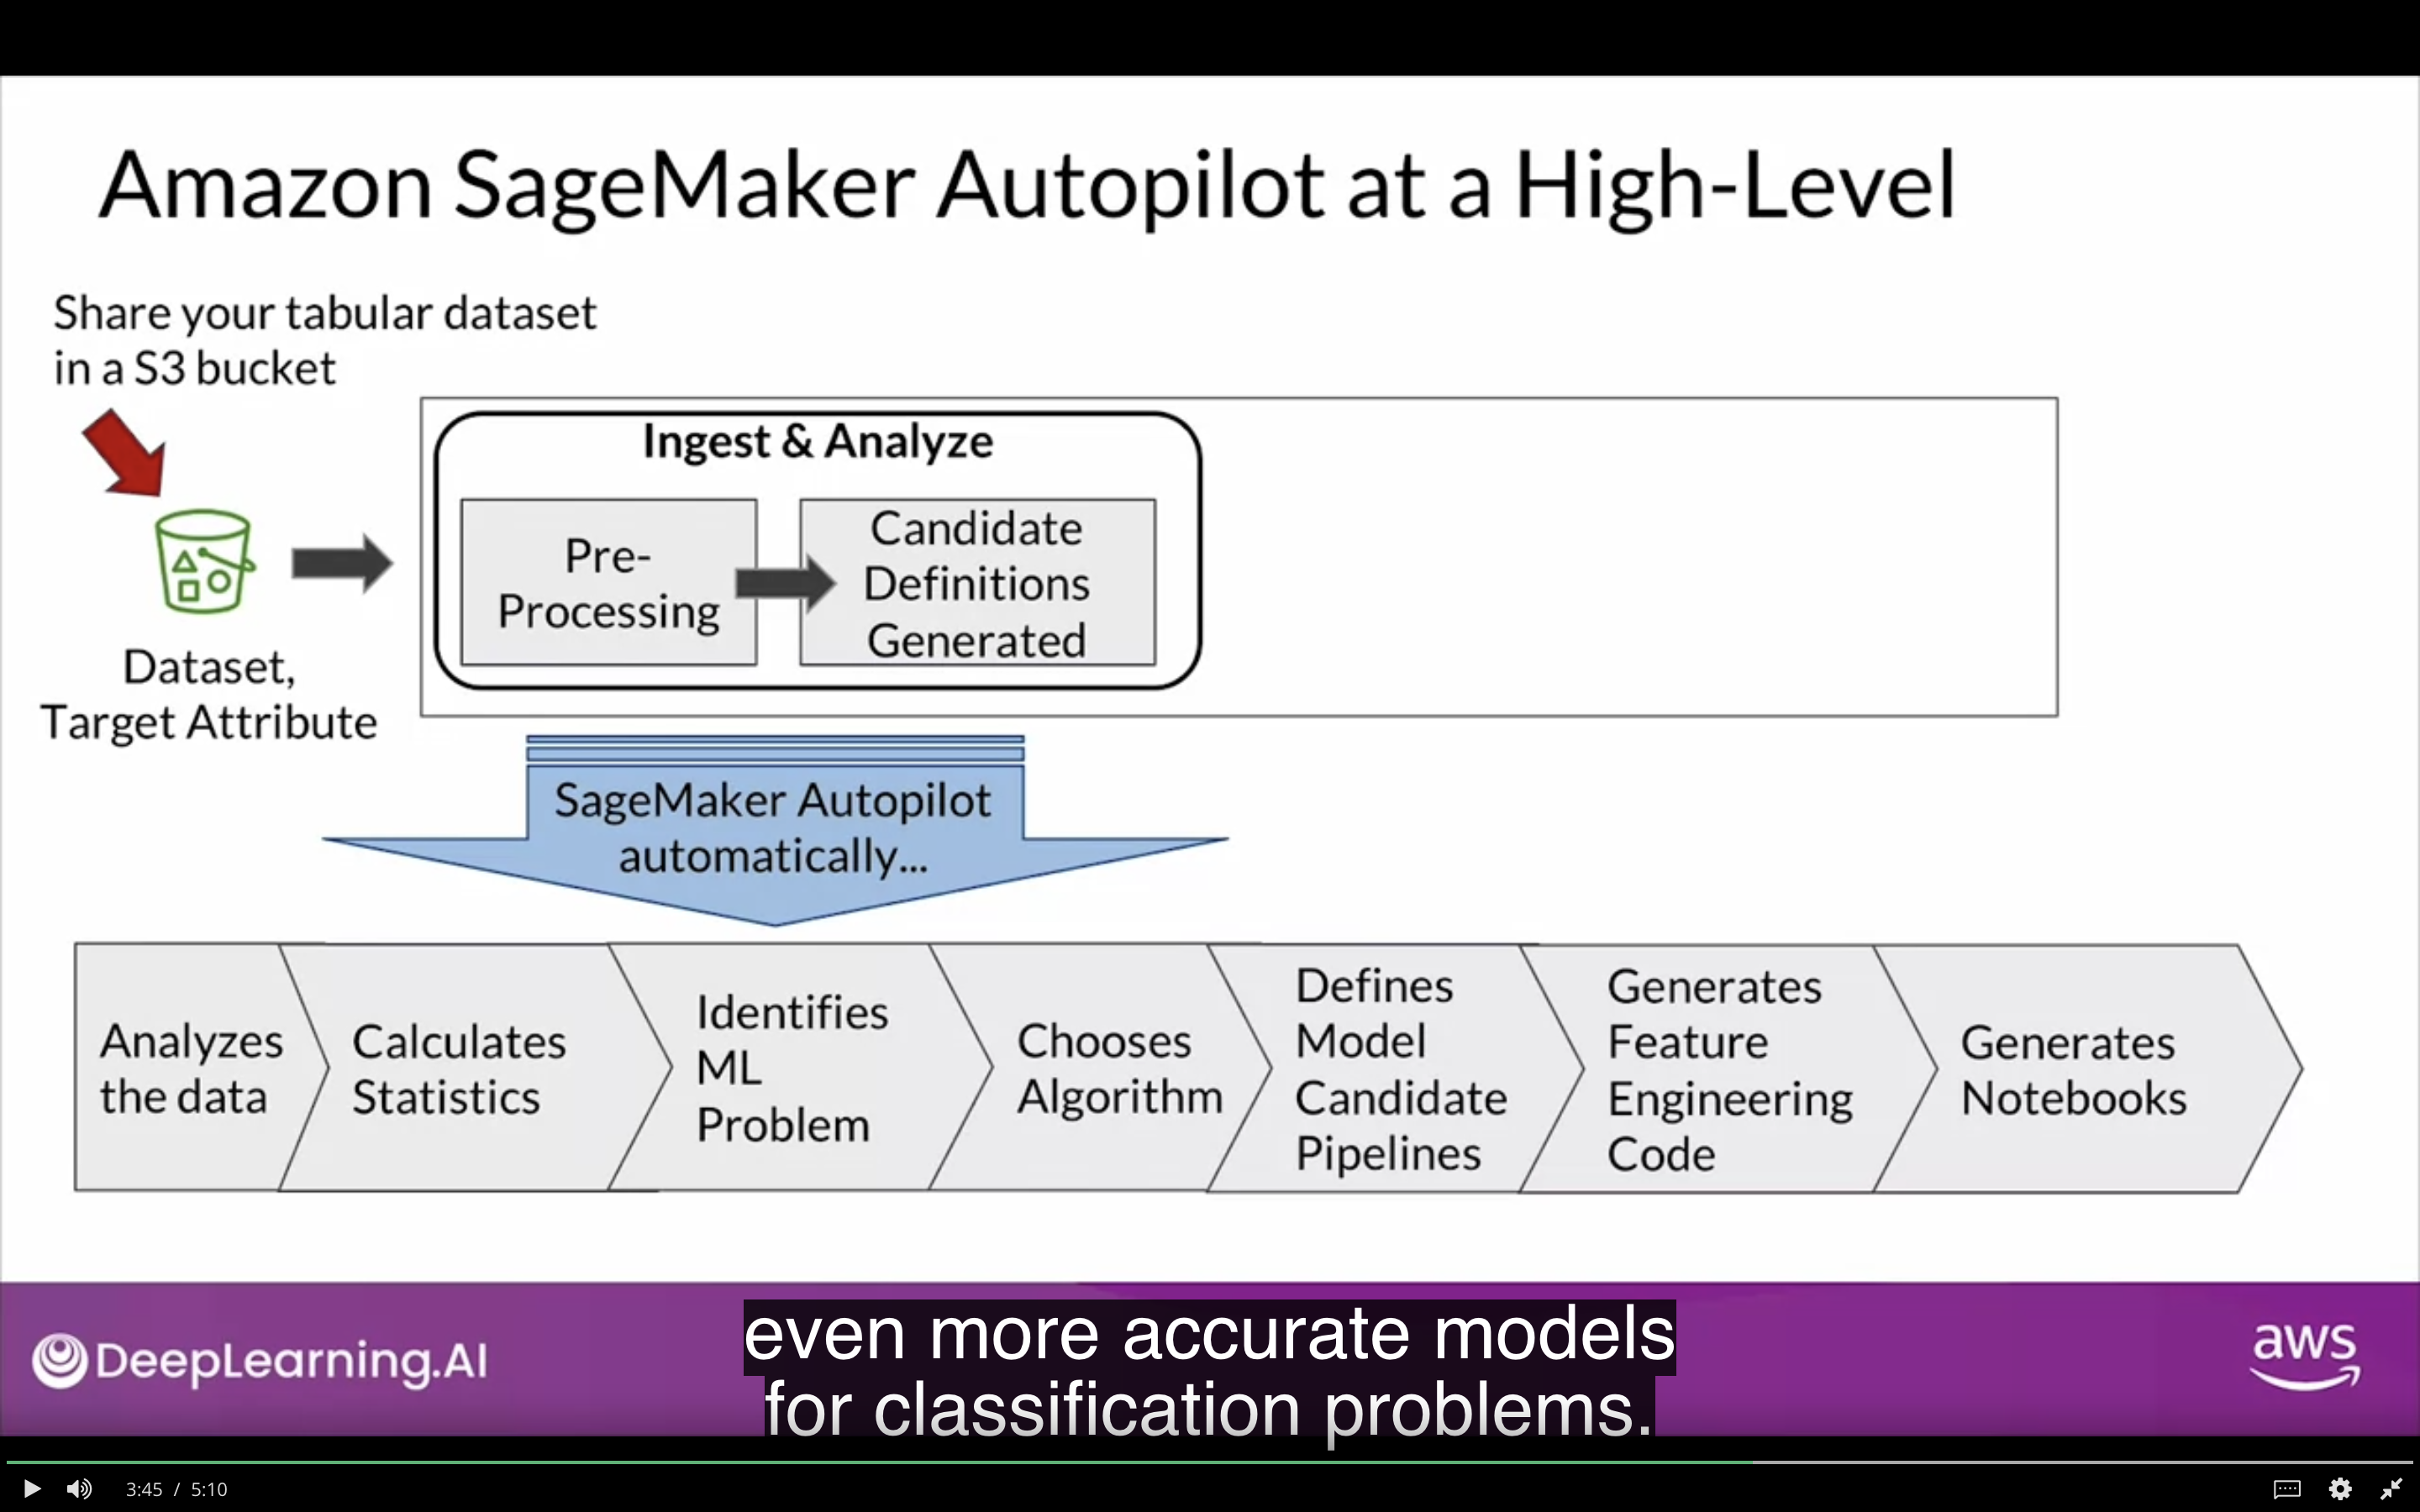 Amazon SageMaker Autopilot at a High-Level
Share your tabular dataset
in a S3 bucket
Dataset,
Target Attribute
Ingest & Analyze
Pre-
Processing
Candidate
Definitions
Generated
SageMaker Autopilot
automatically...
Analyzes
the data
Calculates
Statistics
Identifies
ML
Problem
Chooses
Algorithm
Defines
Model
Candidate
Pipelines
Generates
Feature
Engineering
Code
Generates
Notebooks
DeepLearning.AI
even more accurate models
for classification problems.
aws
3:45 / 5:10